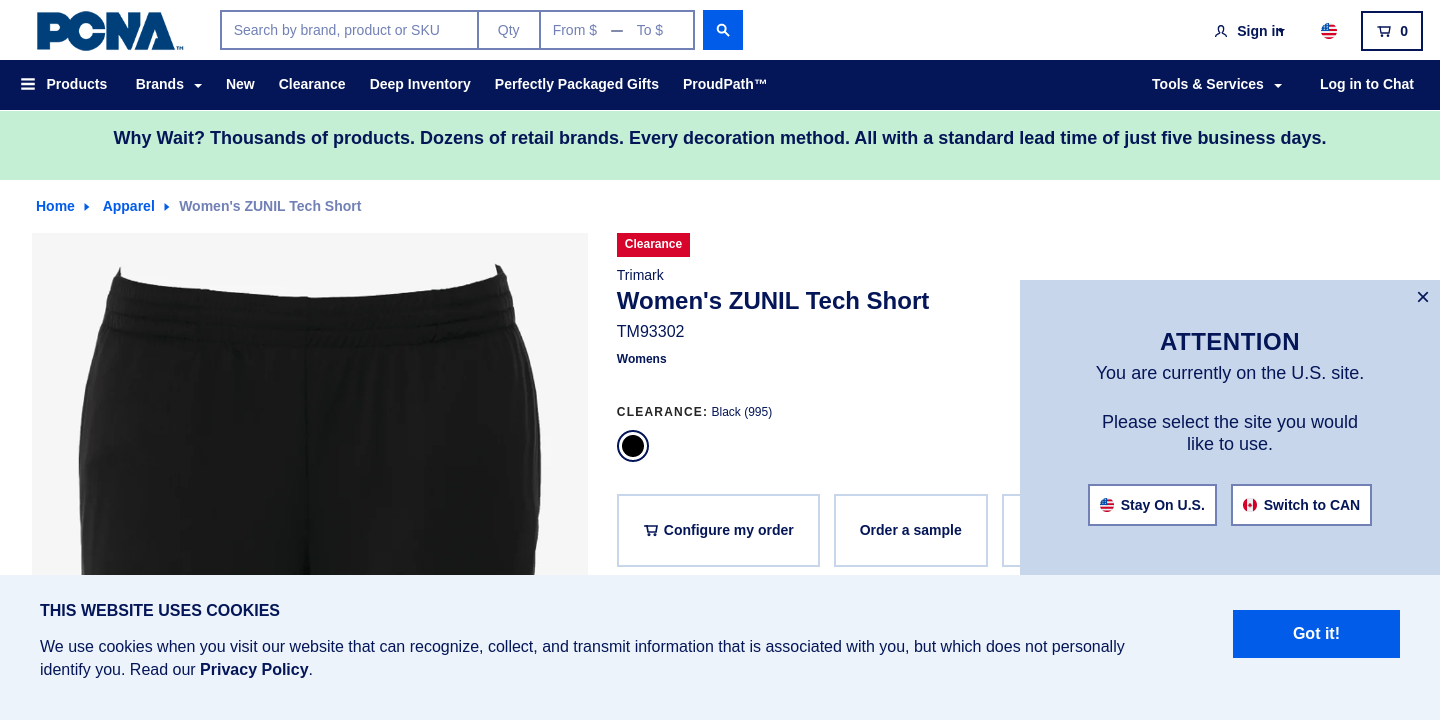 PCNA™
Search by brand, product or SKU
Qty
From $ — To $
Sign in
0
Products
Brands
New
Clearance
Deep Inventory
Perfectly Packaged Gifts
ProudPath™
Tools & Services
Log in to Chat
Why Wait? Thousands of products. Dozens of retail brands. Every decoration method. All with a standard lead time of just five business days.
Home
Apparel
Women's ZUNIL Tech Short
Clearance
Trimark
Women's ZUNIL Tech Short
TM93302
Womens
CLEARANCE: Black (995)
Configure my order
Order a sample
×
ATTENTION
You are currently on the U.S. site.
Please select the site you would
like to use.
Stay On U.S.
Switch to CAN
THIS WEBSITE USES COOKIES
We use cookies when you visit our website that can recognize, collect, and transmit information that is associated with you, but which does not personally
identify you. Read our Privacy Policy.
Got it!